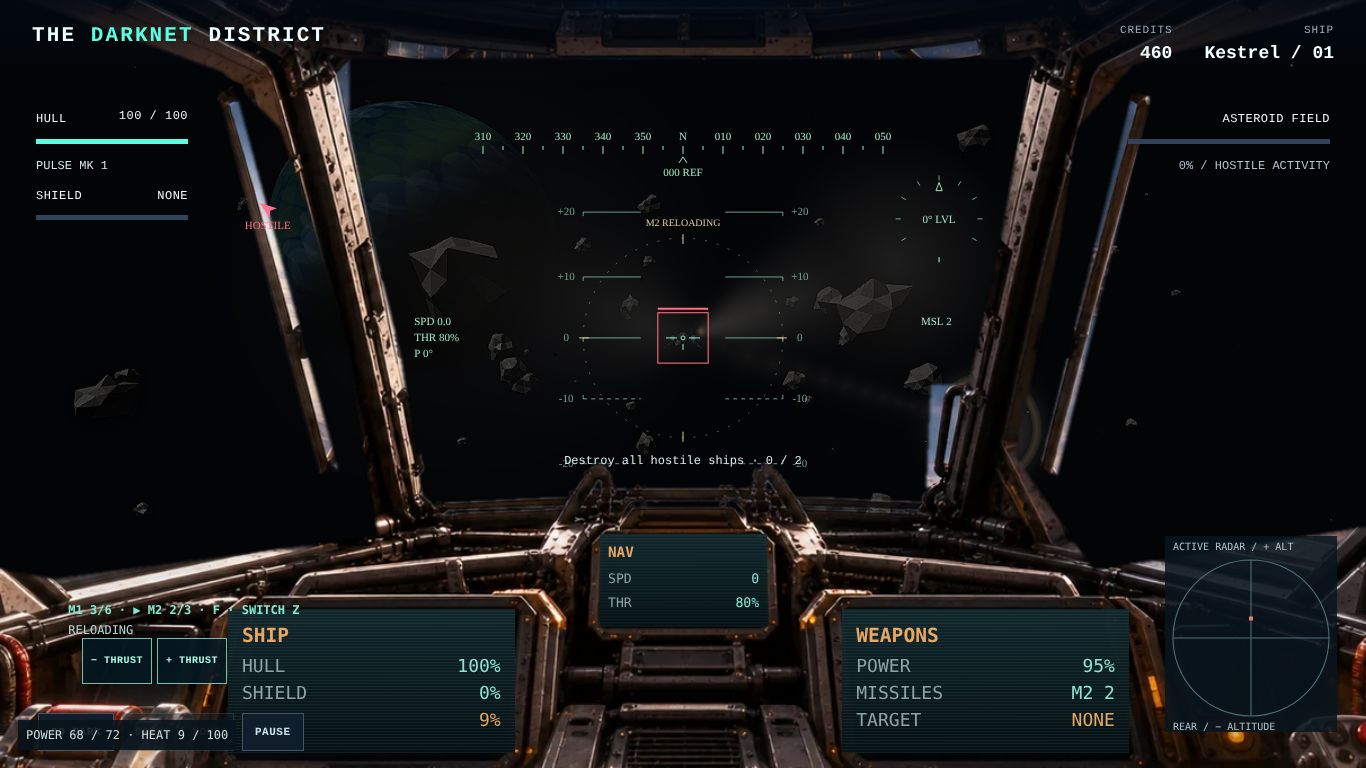 THE DARKNET DISTRICT
CREDITS
460
SHIP
Kestrel / 01
HULL 100 / 100
PULSE MK 1
SHIELD NONE
ASTEROID FIELD
0% / HOSTILE ACTIVITY
HOSTILE
310 320 330 340 350 N 010 020 030 040 050
000 REF
+20 +20
M2 RELOADING
0° LVL
+10 +10
SPD 0.0
THR 80%
P 0°
MSL 2
0 0
-10 -10
Destroy all hostile ships · 0 / 2
-20 -20
NAV
SPD 0
THR 80%
ACTIVE RADAR / + ALT
REAR / − ALTITUDE
M1 3/6 · ▶ M2 2/3 · F · SWITCH Z
RELOADING
− THRUST + THRUST
SHIP
HULL 100%
SHIELD 0%
9%
POWER 68 / 72 · HEAT 9 / 100
PAUSE
WEAPONS
POWER 95%
MISSILES M2 2
TARGET NONE